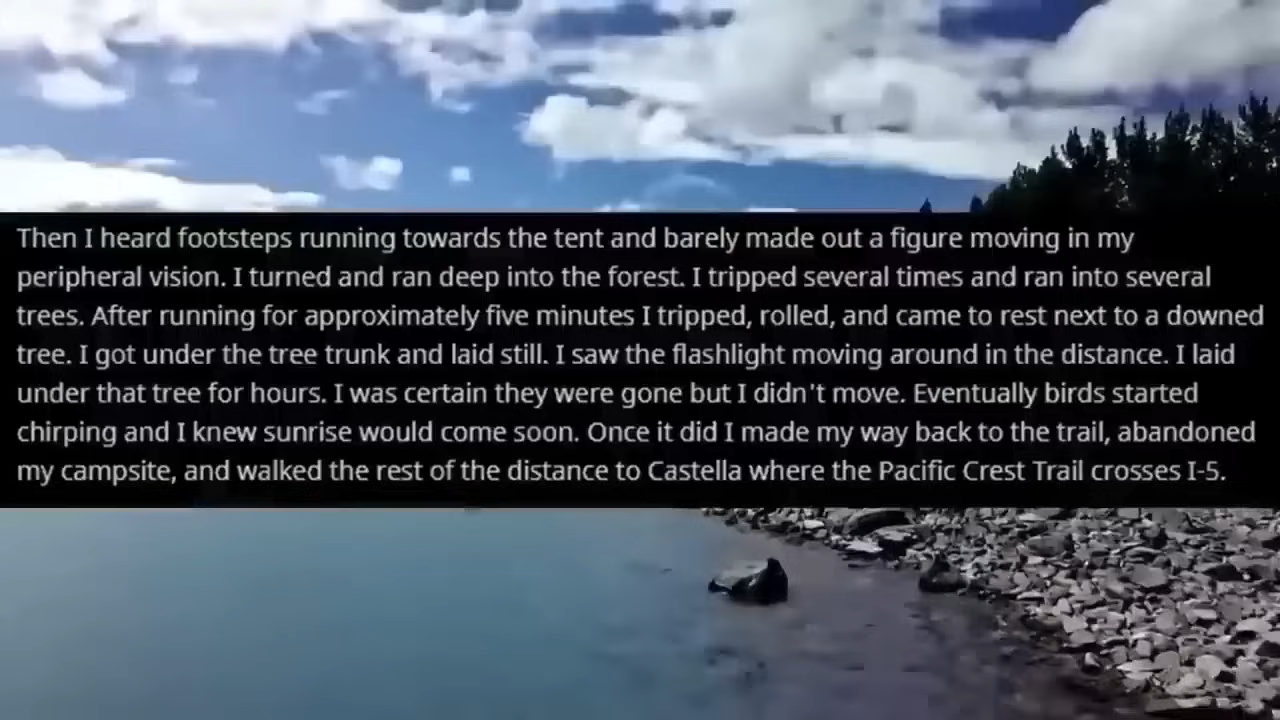 Then I heard footsteps running towards the tent and barely made out a figure moving in my
peripheral vision. I turned and ran deep into the forest. I tripped several times and ran into several
trees. After running for approximately five minutes I tripped, rolled, and came to rest next to a downed
tree. I got under the tree trunk and laid still. I saw the flashlight moving around in the distance. I laid
under that tree for hours. I was certain they were gone but I didn't move. Eventually birds started
chirping and I knew sunrise would come soon. Once it did I made my way back to the trail, abandoned
my campsite, and walked the rest of the distance to Castella where the Pacific Crest Trail crosses I-5.